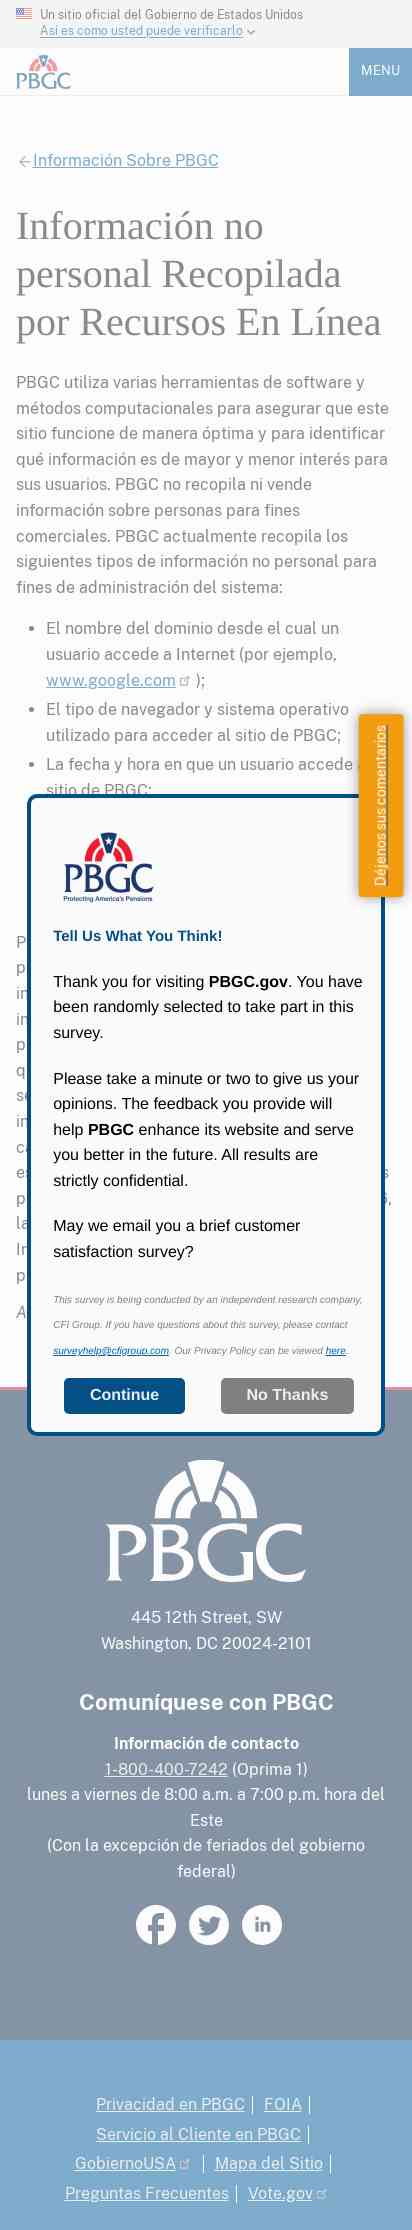 Un sitio oficial del Gobierno de Estados Unidos
Así es como usted puede verificarlo
PBGC
MENU
Información Sobre PBGC
Información no
personal Recopilada
por Recursos En Línea
PBGC utiliza varias herramientas de software y
métodos computacionales para asegurar que este
sitio funcione de manera óptima y para identificar
qué información es de mayor y menor interés para
sus usuarios. PBGC no recopila ni vende
información sobre personas para fines
comerciales. PBGC actualmente recopila los
siguientes tipos de información no personal para
fines de administración del sistema:
• El nombre del dominio desde el cual un
usuario accede a Internet (por ejemplo,
www.google.com );
• El tipo de navegador y sistema operativo
utilizado para acceder al sitio de PBGC;
• La fecha y hora en que un usuario accede
sitio de PBGC;
Déjenos sus comentarios
PBGC
Protecting America's Pensions
Tell Us What You Think!
Thank you for visiting PBGC.gov. You have
been randomly selected to take part in this
survey.
Please take a minute or two to give us your
opinions. The feedback you provide will
help PBGC enhance its website and serve
you better in the future. All results are
strictly confidential.
May we email you a brief customer
satisfaction survey?
This survey is being conducted by an independent research company,
CFI Group. If you have questions about this survey, please contact
surveyhelp@cfigroup.com. Our Privacy Policy can be viewed here.
Continue
No Thanks
PBGC
445 12th Street, SW
Washington, DC 20024-2101
Comuníquese con PBGC
Información de contacto
1-800-400-7242 (Oprima 1)
lunes a viernes de 8:00 a.m. a 7:00 p.m. hora del
Este
(Con la excepción de feriados del gobierno
federal)
Privacidad en PBGC | FOIA |
Servicio al Cliente en PBGC |
GobiernoUSA | Mapa del Sitio |
Preguntas Frecuentes | Vote.gov